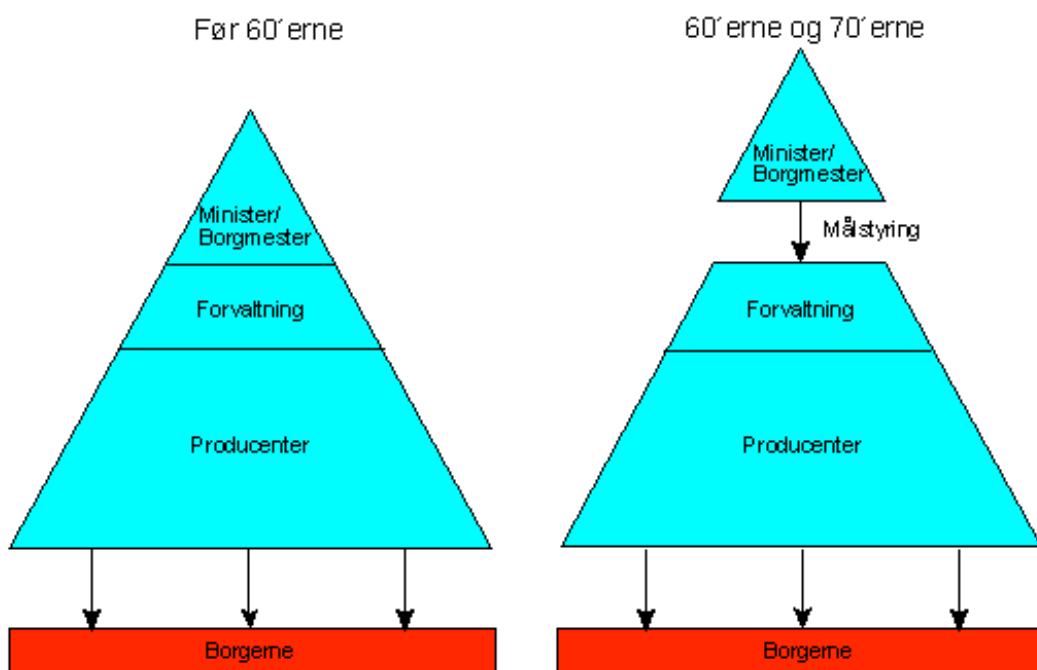 Før 60´erne
Minister/
Borgmester
Forvaltning
Producenter
Borgerne
60´erne og 70´erne
Minister/
Borgmester
Målstyring
Forvaltning
Producenter
Borgerne